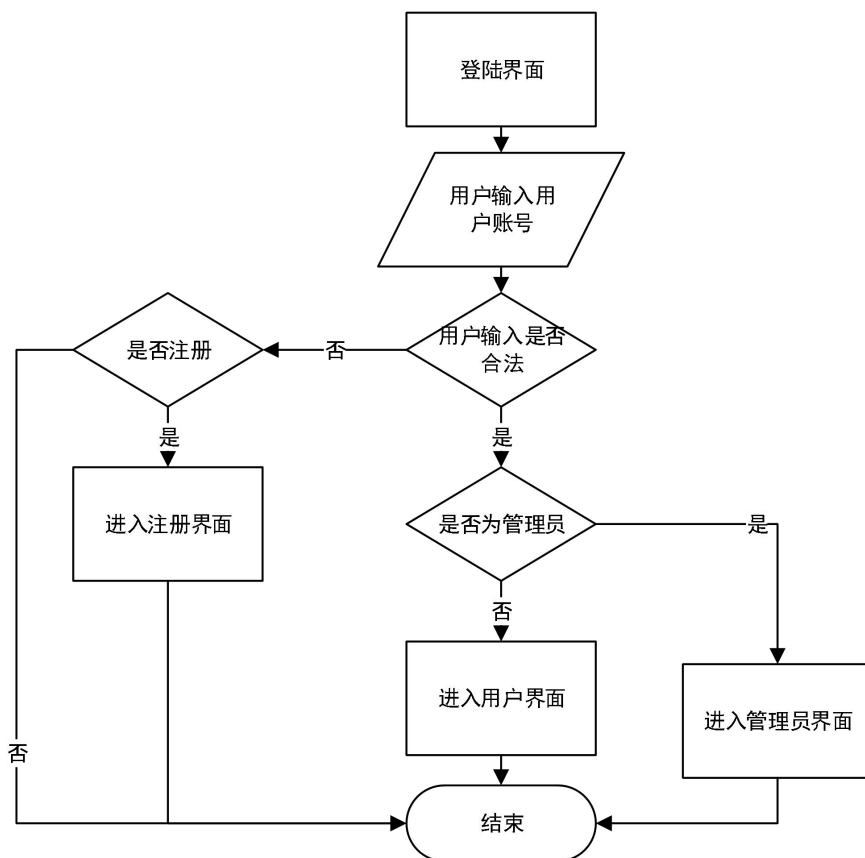 登陆界面
用户输入用
户账号
用户输入是否
合法
否
是否注册
是
是
进入注册界面
是否为管理员
是
否
进入用户界面
进入管理员界面
否
结束